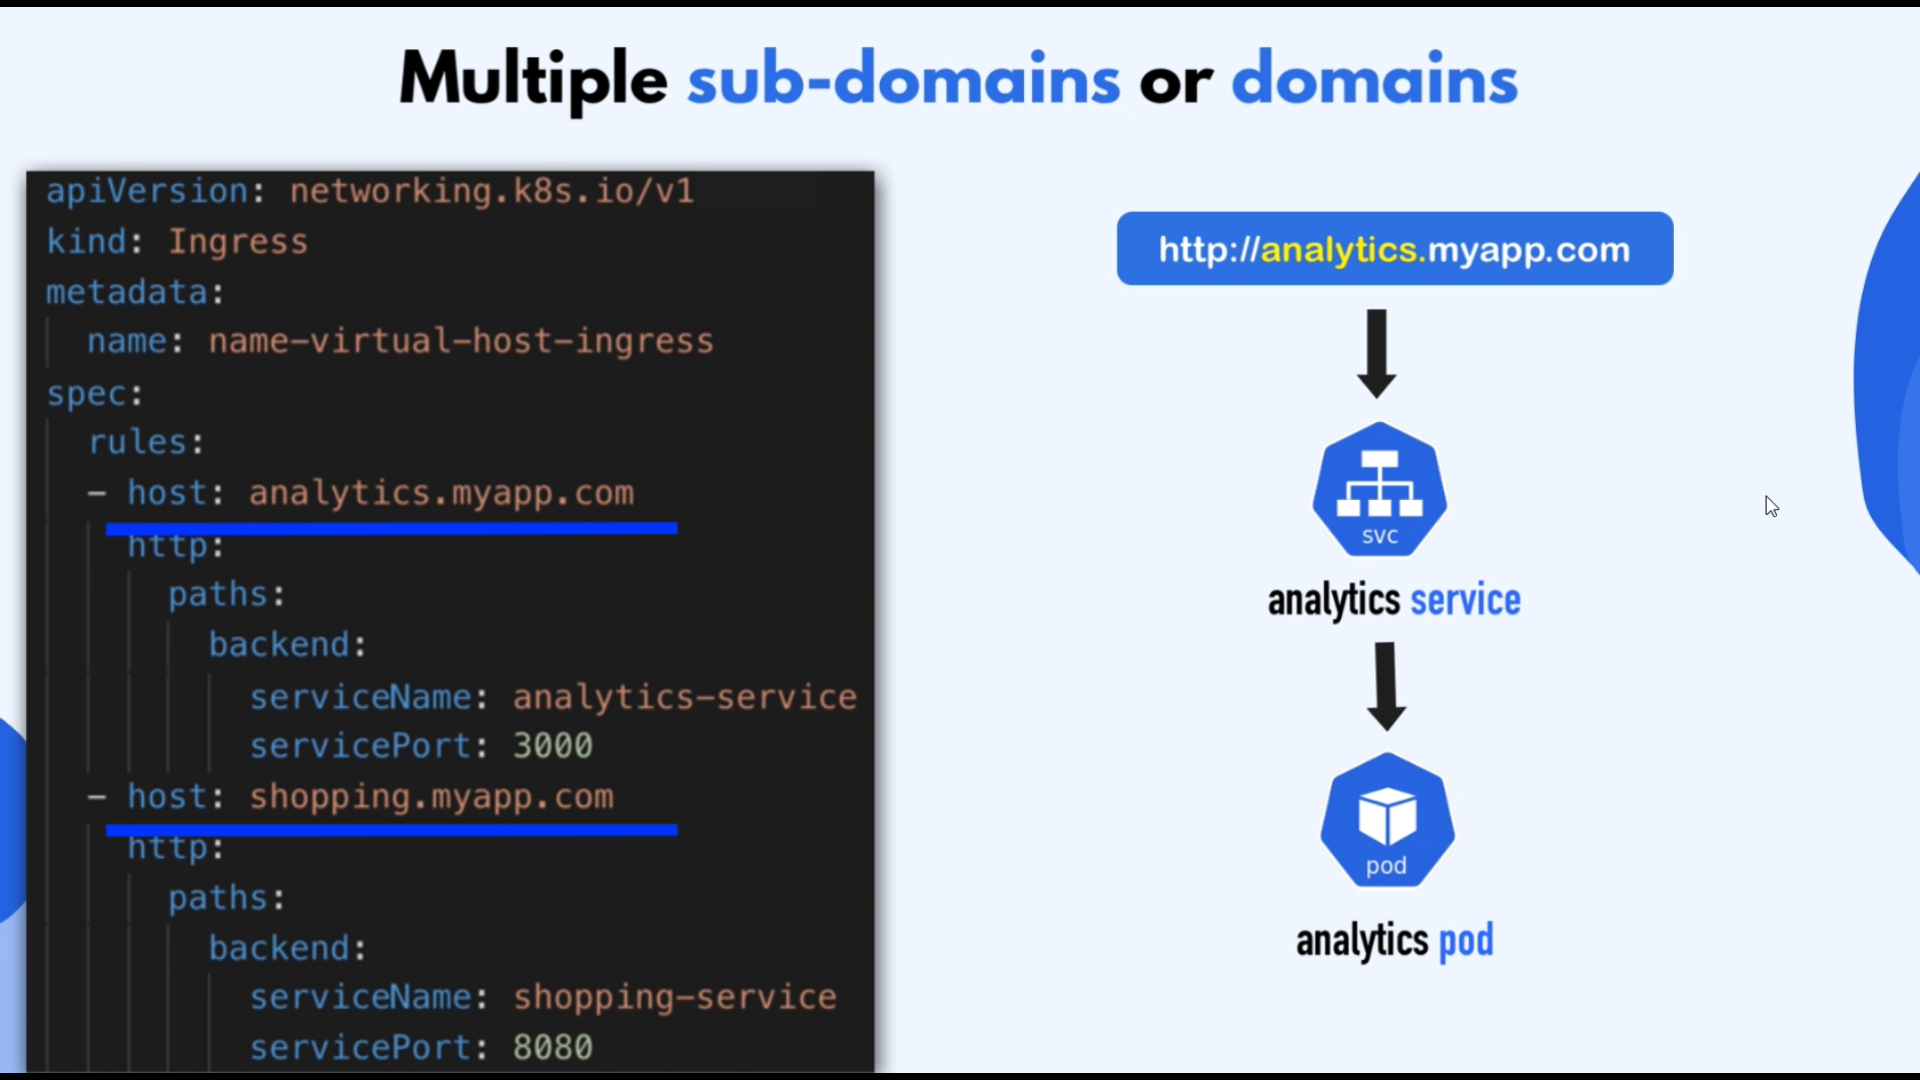 Multiple sub-domains or domains
apiVersion: networking.k8s.io/v1
kind: Ingress
metadata:
  name: name-virtual-host-ingress
spec:
  rules:
  - host: analytics.myapp.com
    http:
      paths:
        backend:
          serviceName: analytics-service
          servicePort: 3000
  - host: shopping.myapp.com
    http:
      paths:
        backend:
          serviceName: shopping-service
          servicePort: 8080
http://analytics.myapp.com
svc
analytics service
pod
analytics pod